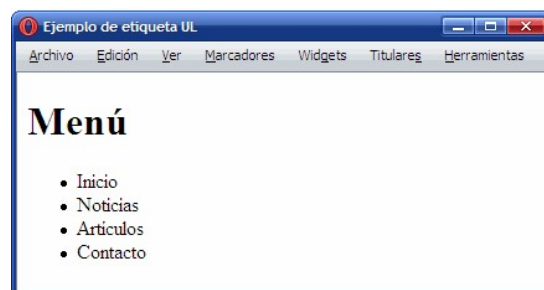 Ejemplo de etiqueta UL
Archivo Edición Ver Marcadores Widgets Titulares Herramientas
Menú
Inicio
Noticias
Articulos
Contacto